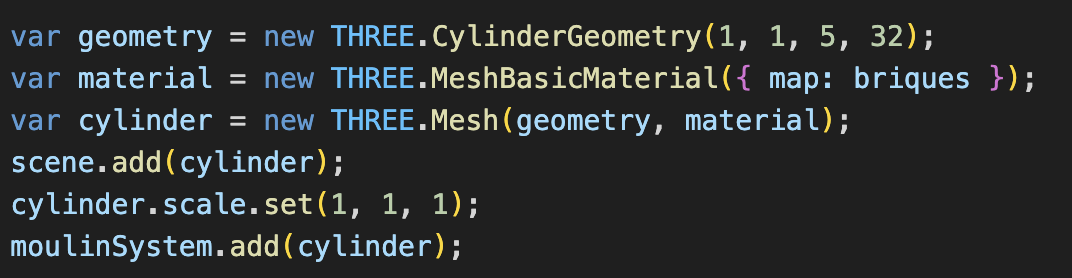 var geometry = new THREE.CylinderGeometry(1, 1, 5, 32);
var material = new THREE.MeshBasicMaterial({ map: briques });
var cylinder = new THREE.Mesh(geometry, material);
scene.add(cylinder);
cylinder.scale.set(1, 1, 1);
moulinSystem.add(cylinder);